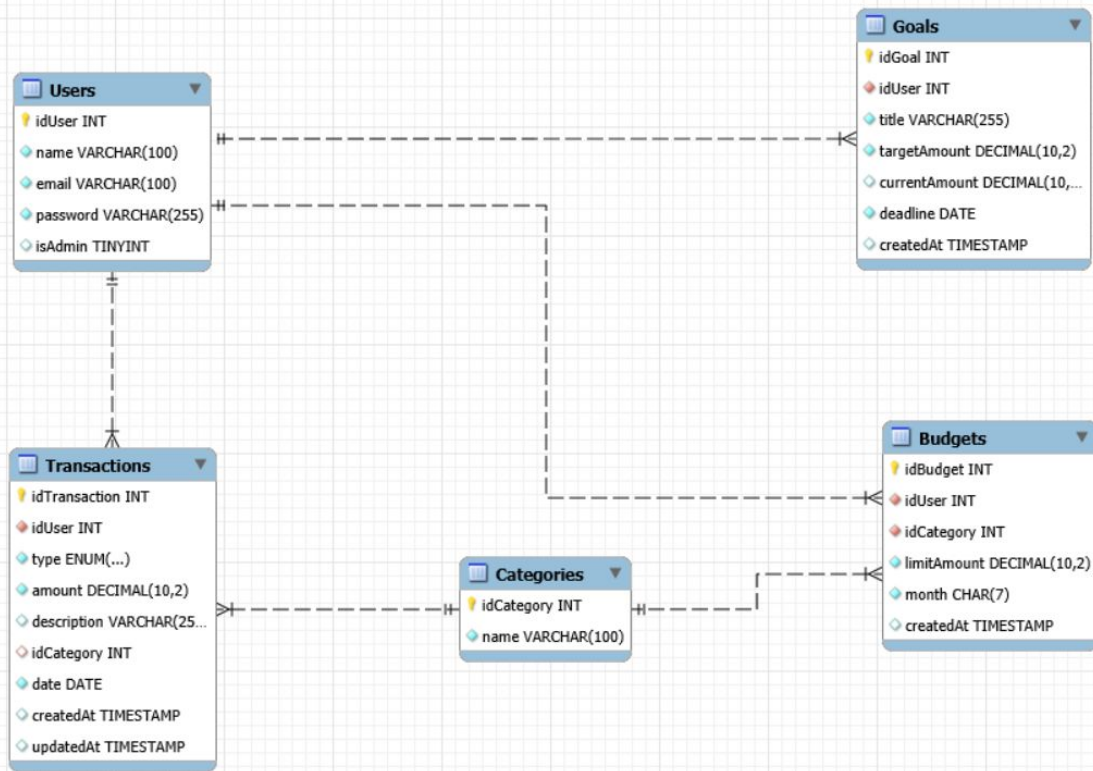 Goals
idGoal INT
idUser INT
title VARCHAR(255)
targetAmount DECIMAL(10,2)
currentAmount DECIMAL(10,...
deadline DATE
createdAt TIMESTAMP
Users
idUser INT
name VARCHAR(100)
email VARCHAR(100)
password VARCHAR(255)
isAdmin TINYINT
Transactions
idTransaction INT
idUser INT
type ENUM(...)
amount DECIMAL(10,2)
description VARCHAR(25...
idCategory INT
date DATE
createdAt TIMESTAMP
updatedAt TIMESTAMP
Categories
idCategory INT
name VARCHAR(100)
Budgets
idBudget INT
idUser INT
idCategory INT
limitAmount DECIMAL(10,2)
month CHAR(7)
createdAt TIMESTAMP